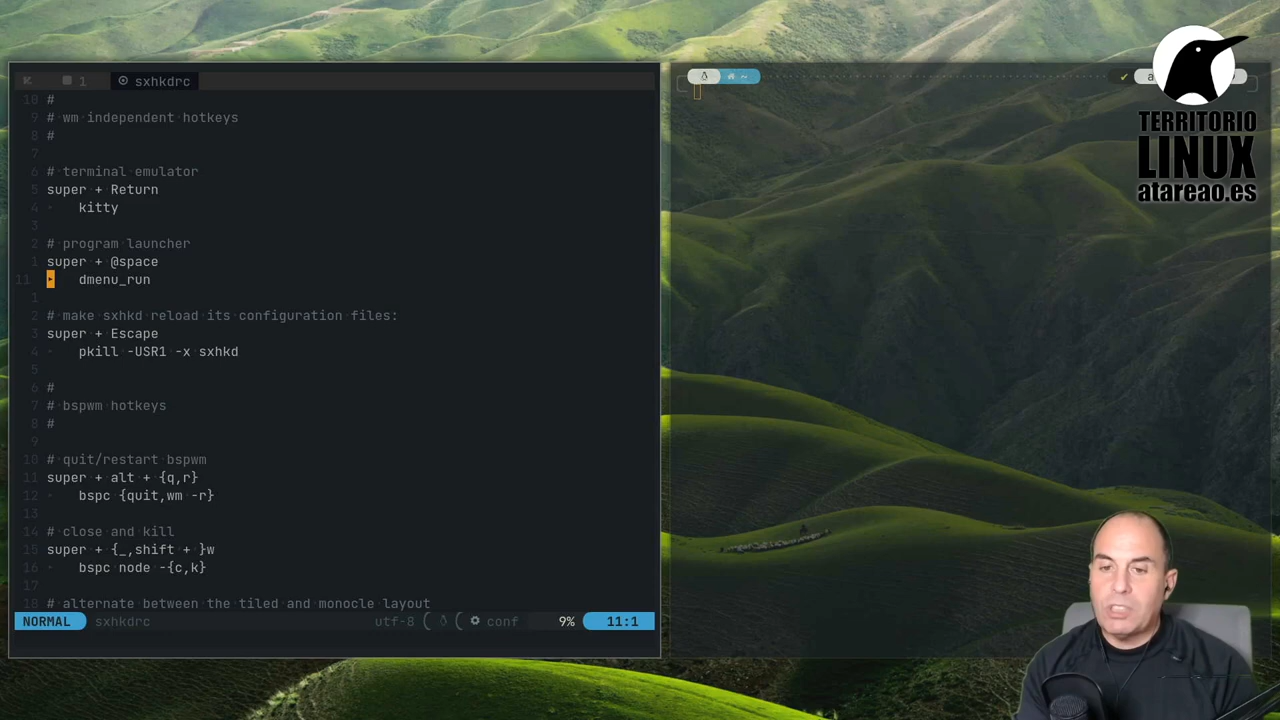 1 sxhkdrc
10 #
9 # wm independent hotkeys
8 #
7
6 # terminal emulator
5 super + Return
4 kitty
3
2 # program launcher
1 super + @space
11 dmenu_run
1
2 # make sxhkd reload its configuration files:
3 super + Escape
4 pkill -USR1 -x sxhkd
5
6 #
7 # bspwm hotkeys
8 #
9
10 # quit/restart bspwm
11 super + alt + {q,r}
12 bspc {quit,wm -r}
13
14 # close and kill
15 super + {_,shift + }w
16 bspc node -{c,k}
17
18 # alternate between the tiled and monocle layout
NORMAL sxhkdrc utf-8 conf 9% 11:1
~
TERRITORIO
LINUX
atareao.es